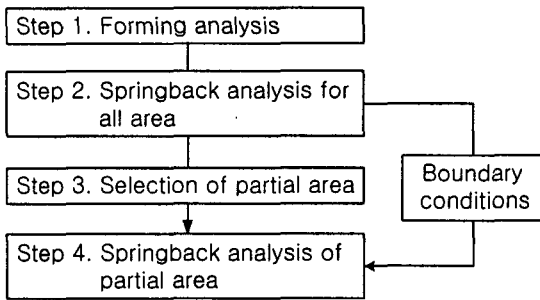 Step 1. Forming analysis
Step 2. Springback analysis for
all area
Step 3. Selection of partial area
Boundary
conditions
Step 4. Springback analysis of
partial area